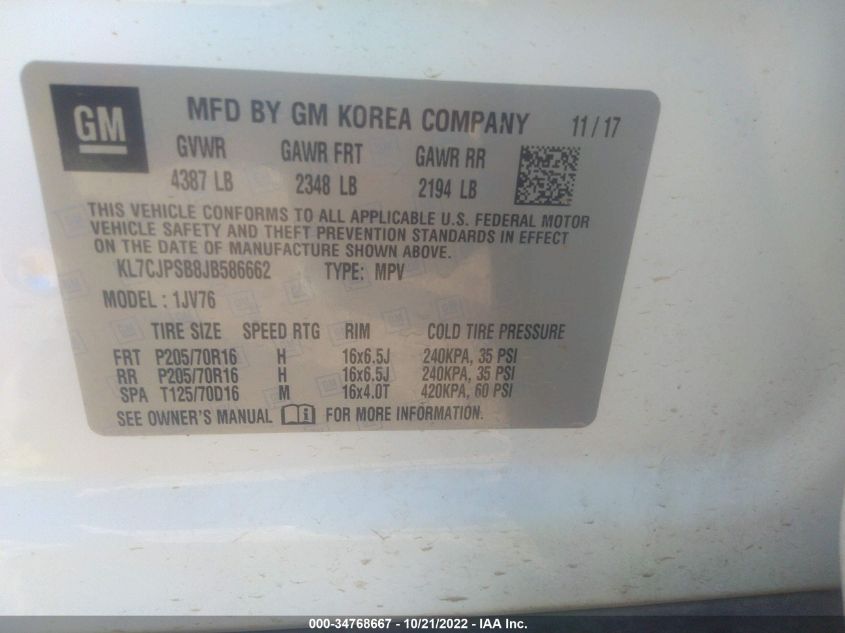 GM MFD BY GM KOREA COMPANY 11/17
GVWR GAWR FRT GAWR RR
4387 LB 2348 LB 2194 LB
THIS VEHICLE CONFORMS TO ALL APPLICABLE U.S. FEDERAL MOTOR
VEHICLE SAFETY AND THEFT PREVENTION STANDARDS IN EFFECT
ON THE DATE OF MANUFACTURE SHOWN ABOVE.
KL7CJPSB8JB586662 TYPE: MPV
MODEL : 1JV76
TIRE SIZE SPEED RTG RIM COLD TIRE PRESSURE
FRT P205/70R16 H 16x6.5J 240KPA, 35 PSI
RR P205/70R16 H 16x6.5J 240KPA, 35 PSI
SPA T125/70D16 M 16x4.0T 420KPA, 60 PSI
SEE OWNER'S MANUAL FOR MORE INFORMATION.
000-34768667 - 10/21/2022 - IAA Inc.